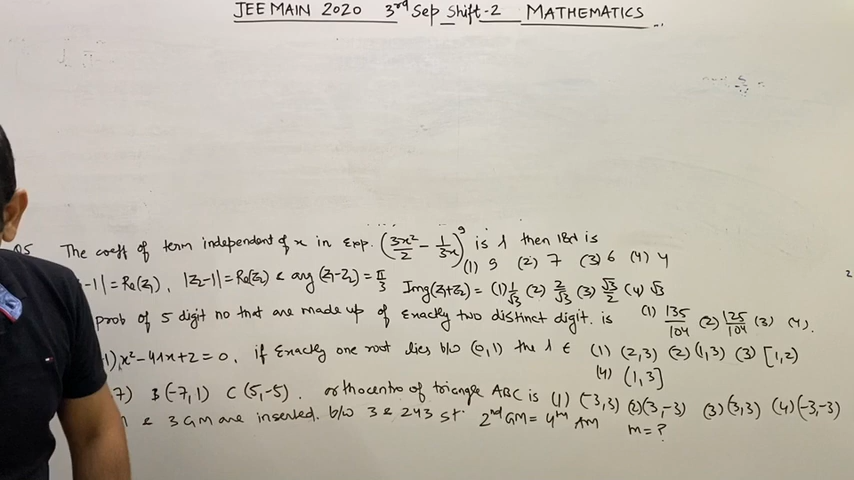 JEE MAIN 2020 3rd Sep Shift-2 MATHEMATICS
Q5 The coeff of term independent of x in Exp. (3x²/2 - 1/3x)⁹ is λ then 18λ is
(1) 9 (2) 7 (3) 6 (4) 4
-1| = Re(z₁), |z₂-1| = Re(z₂) & arg (z₁-z₂) = π/3 Img(z₁+z₂) = (1) 1/√3 (2) 2/√3 (3) √3/2 (4) √3
prob of 5 digit no that are made up of Exactly two distinct digit. is (1) 135/104 (2) 125/104 (3) (4).
)x² - 4λx + 2 = 0, if Exactly one root lies b/w (0,1) the λ ∈ (1) (2,3) (2) (1,3) (3) [1,2)
(4) (1,3]
7) B(-7,1) C(5,-5). orthocentre of triangle ABC is (1) (-3,3) (2) (3,-3) (3) (3,3) (4) (-3,-3)
& 3 GM are inserted. b/w 3 & 243 s.t. 2nd GM = 4th AM m = ?